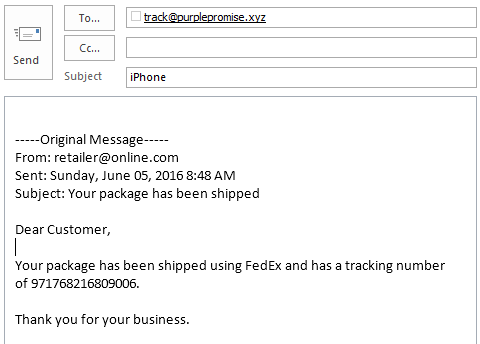 To...
track@purplepromise.xyz
Cc...
Send
Subject
iPhone
-----Original Message-----
From: retailer@online.com
Sent: Sunday, June 05, 2016 8:48 AM
Subject: Your package has been shipped
Dear Customer,
Your package has been shipped using FedEx and has a tracking number
of 971768216809006.
Thank you for your business.